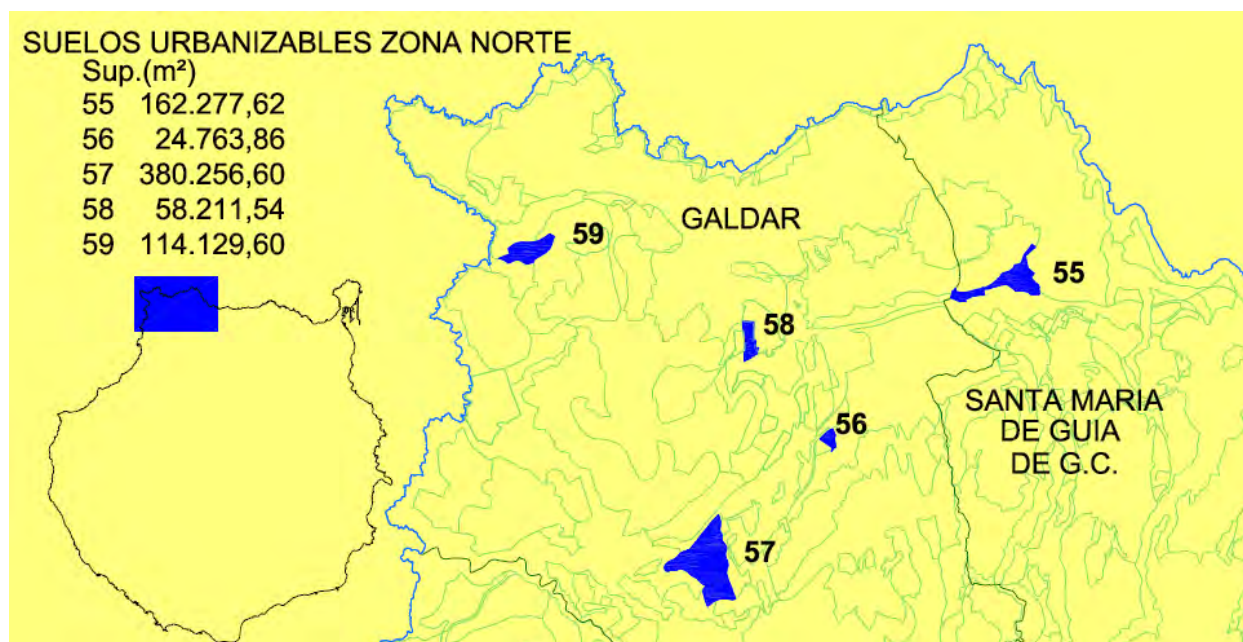 SUELOS URBANIZABLES ZONA NORTE
Sup.(m²)
55 162.277,62
56 24.763,86
57 380.256,60
58 58.211,54
59 114.129,60
GALDAR
59
55
58
SANTA MARIA
DE GUIA
DE G.C.
56
57